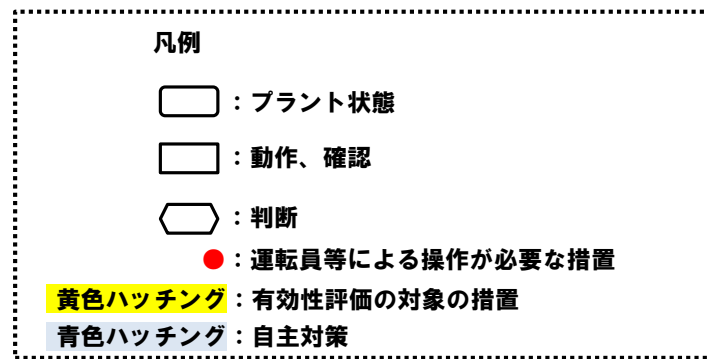 凡例
：プラント状態
：動作、確認
：判断
：運転員等による操作が必要な措置
黄色ハッチング：有効性評価の対象の措置
青色ハッチング：自主対策